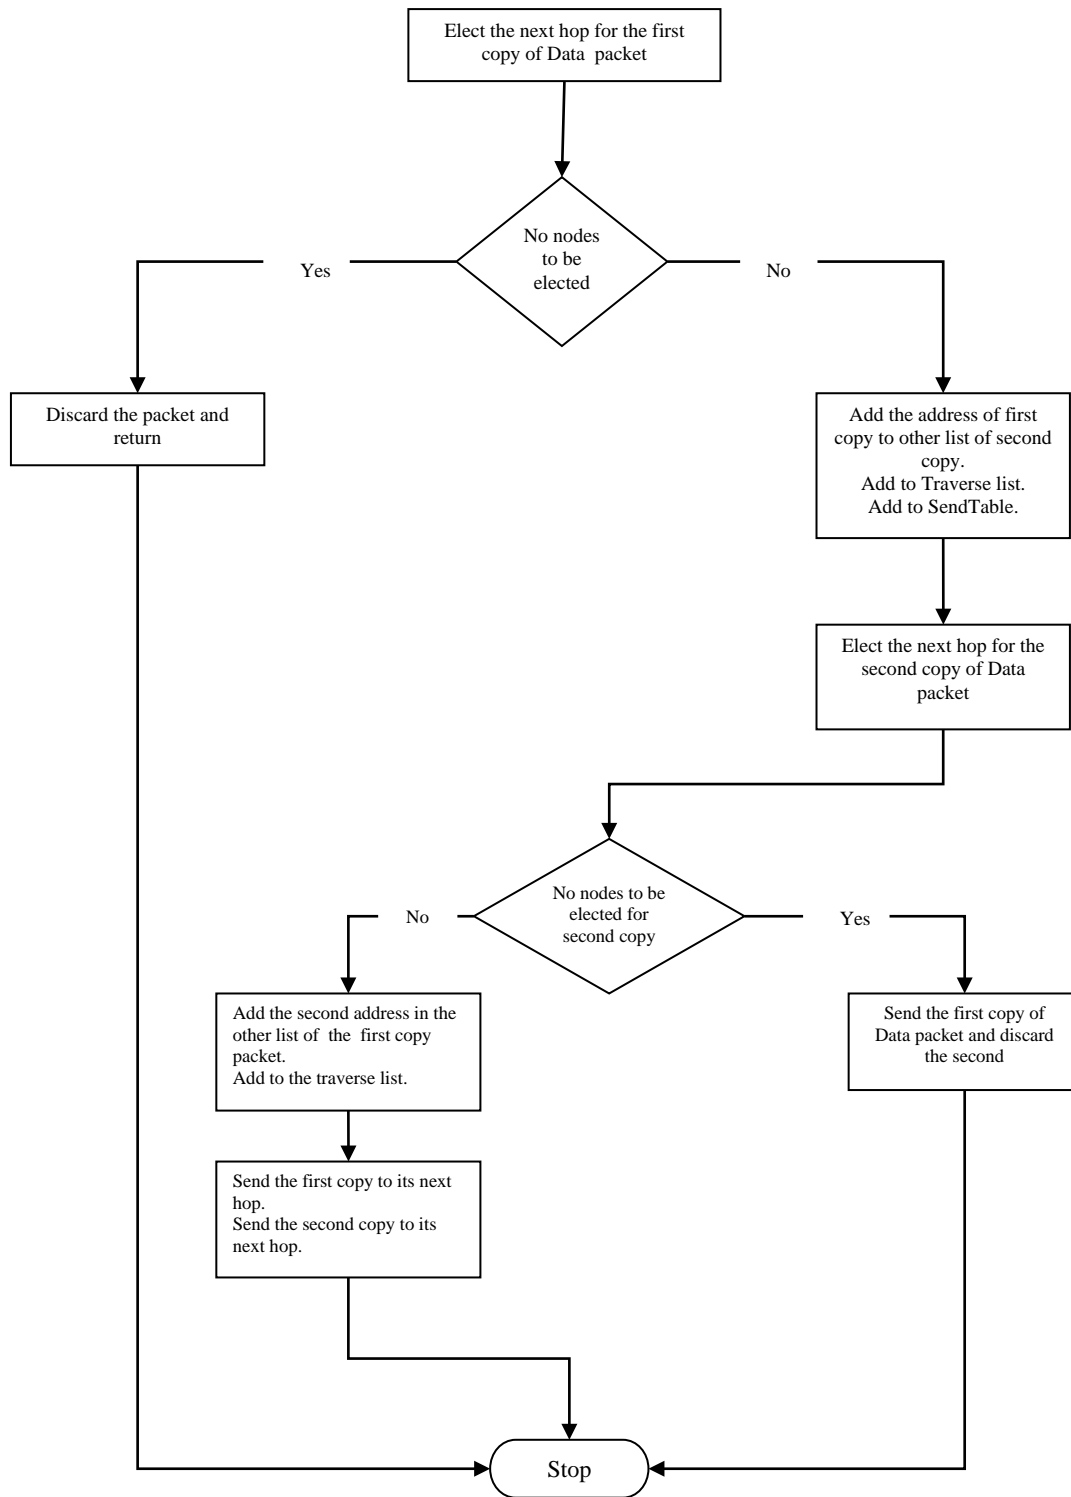 Elect the next hop for the first
copy of Data packet
No nodes
to be
elected
Yes
No
Discard the packet and
return
Add the address of first
copy to other list of second
copy.
Add to Traverse list.
Add to SendTable.
Elect the next hop for the
second copy of Data
packet
No nodes to be
elected for
second copy
No
Yes
Add the second address in the
other list of the first copy
packet.
Add to the traverse list.
Send the first copy of
Data packet and discard
the second
Send the first copy to its next
hop.
Send the second copy to its
next hop.
Stop